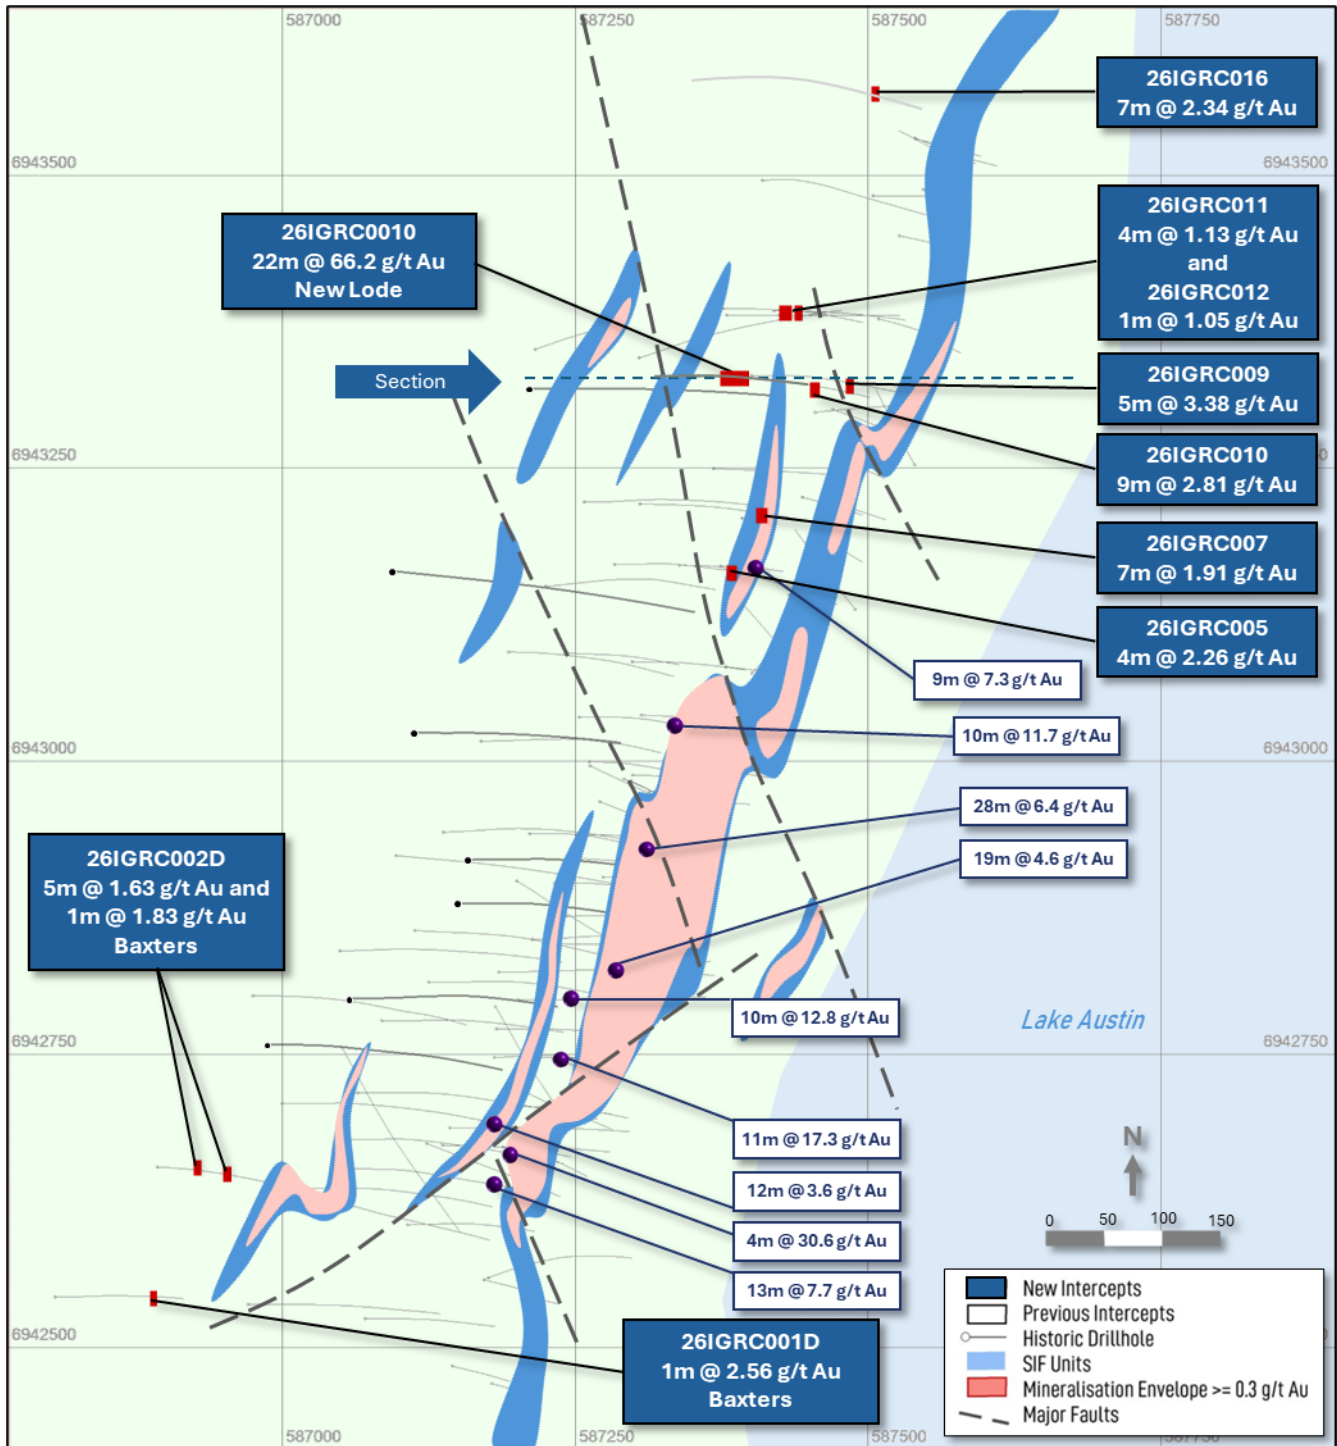 587000
587250
587500
587750
26IGRC016
7m @ 2.34 g/t Au
6943500
6943500
26IGRC011
4m @ 1.13 g/t Au
and
26IGRC012
1m @ 1.05 g/t Au
26IGRC0010
22m @ 66.2 g/t Au
New Lode
Section
26IGRC009
5m @ 3.38 g/t Au
26IGRC010
9m @ 2.81 g/t Au
6943250
26IGRC007
7m @ 1.91 g/t Au
26IGRC005
4m @ 2.26 g/t Au
9m @ 7.3 g/t Au
10m @ 11.7 g/t Au
6943000
6943000
28m @ 6.4 g/t Au
19m @ 4.6 g/t Au
26IGRC002D
5m @ 1.63 g/t Au and
1m @ 1.83 g/t Au
Baxters
10m @ 12.8 g/t Au
Lake Austin
6942750
6942750
11m @ 17.3 g/t Au
N
12m @ 3.6 g/t Au
0 50 100 150
4m @ 30.6 g/t Au
13m @ 7.7 g/t Au
6942500
26IGRC001D
1m @ 2.56 g/t Au
Baxters
New Intercepts
Previous Intercepts
Historic Drillhole
SIF Units
Mineralisation Envelope >= 0.3 g/t Au
Major Faults
587000
587250
587500